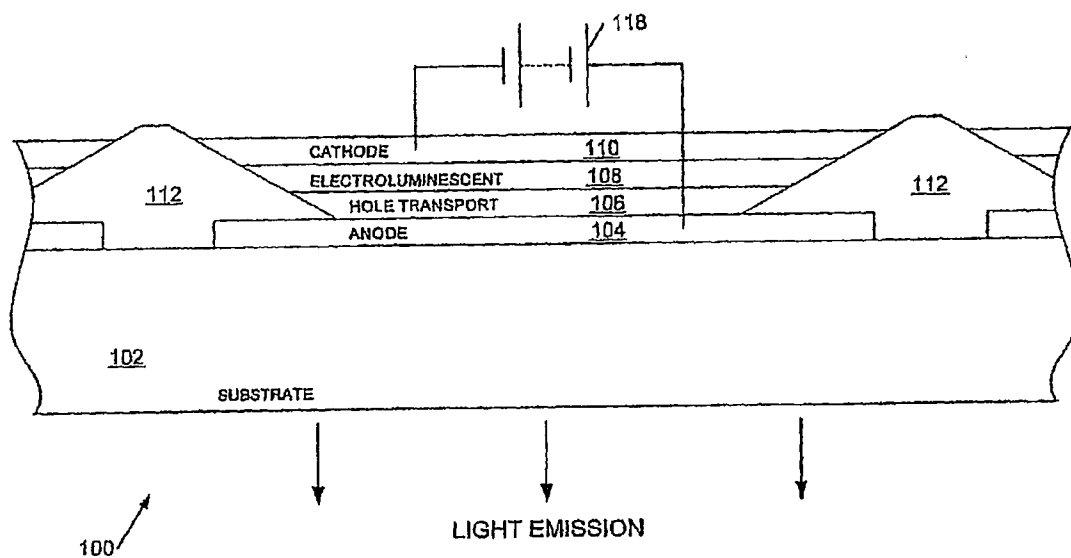 118
CATHODE 110
ELECTROLUMINESCENT 108
112
HOLE TRANSPORT 106
112
ANODE 104
102
SUBSTRATE
LIGHT EMISSION
100